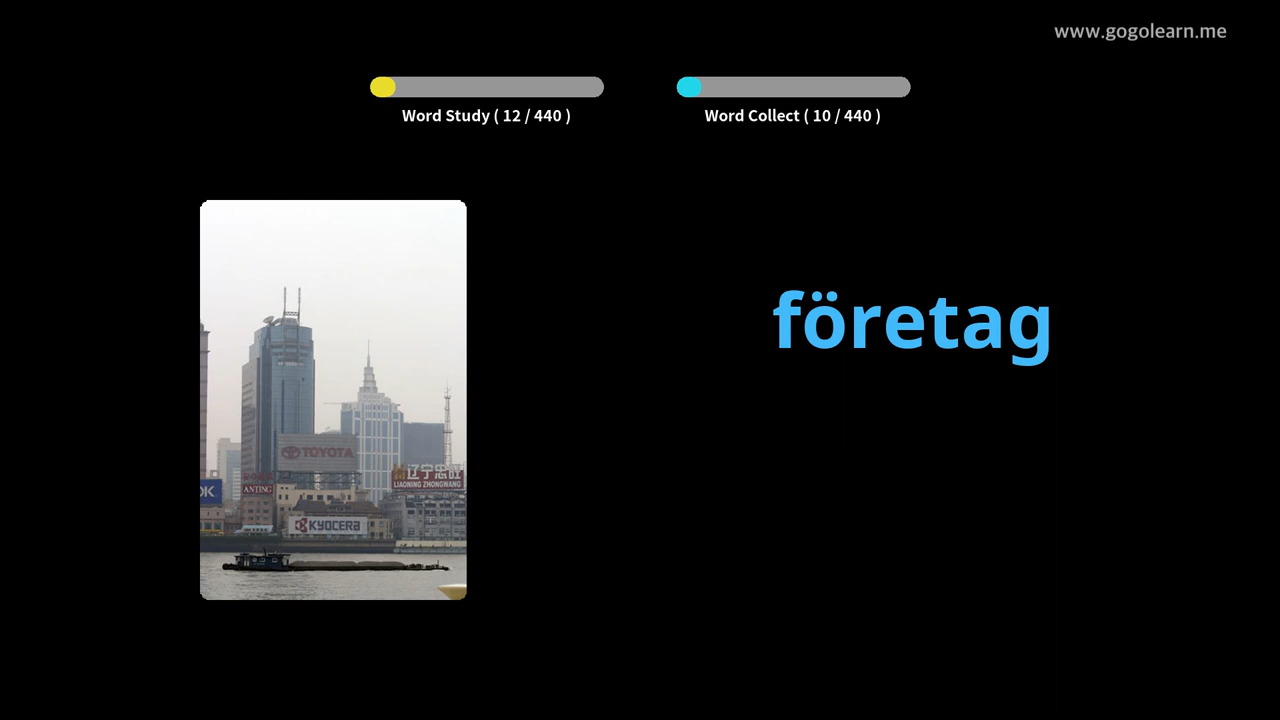 www.gogolearn.me
Word Study ( 12 / 440 )
Word Collect ( 10 / 440 )
företag
TOYOTA
辽宁忠旺
LIAONING ZHONGWANG
ANTING
KYOCERA